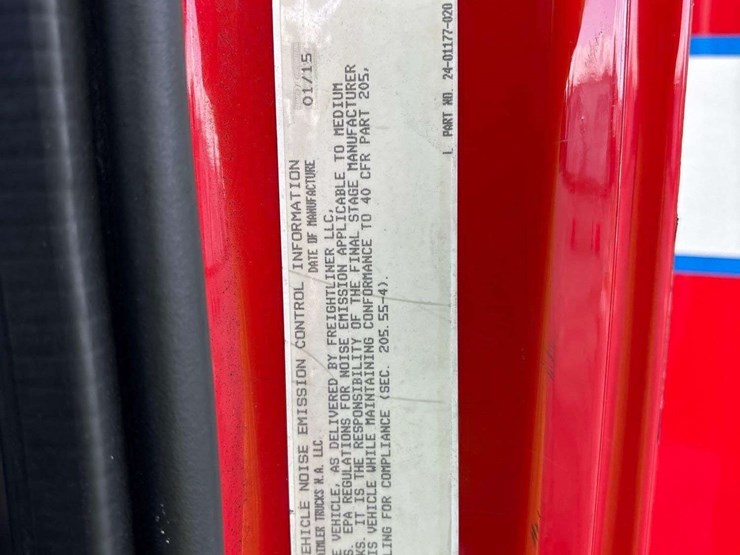 EHICLE NOISE EMISSION CONTROL INFORMATION
AIMLER TRUCKS N.A. LLC. DATE OF MANUFACTURE 01/15
E VEHICLE, AS DELIVERED BY FREIGHTLINER LLC,
S. EPA REGULATIONS FOR NOISE EMISSION APPLICABLE TO MEDIUM
KS. IT IS THE RESPONSIBILITY OF THE FINAL STAGE MANUFACTURER
IS VEHICLE WHILE MAINTAINING CONFORMANCE TO 40 CFR PART 205,
LING FOR COMPLIANCE (SEC. 205.55-4).
L PART NO. 24-01177-020